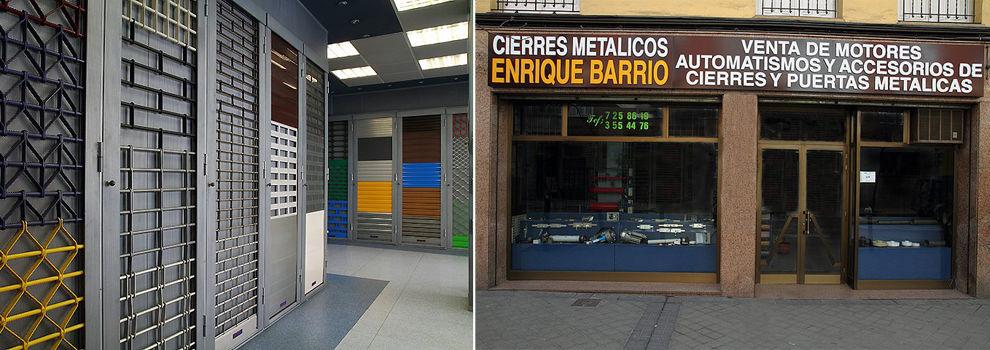 CIERRES METALICOS
ENRIQUE BARRIO
VENTA DE MOTORES
AUTOMATISMOS Y ACCESORIOS DE
CIERRES Y PUERTAS METALICAS
Tef: 7 25 86 19
3 55 44 76